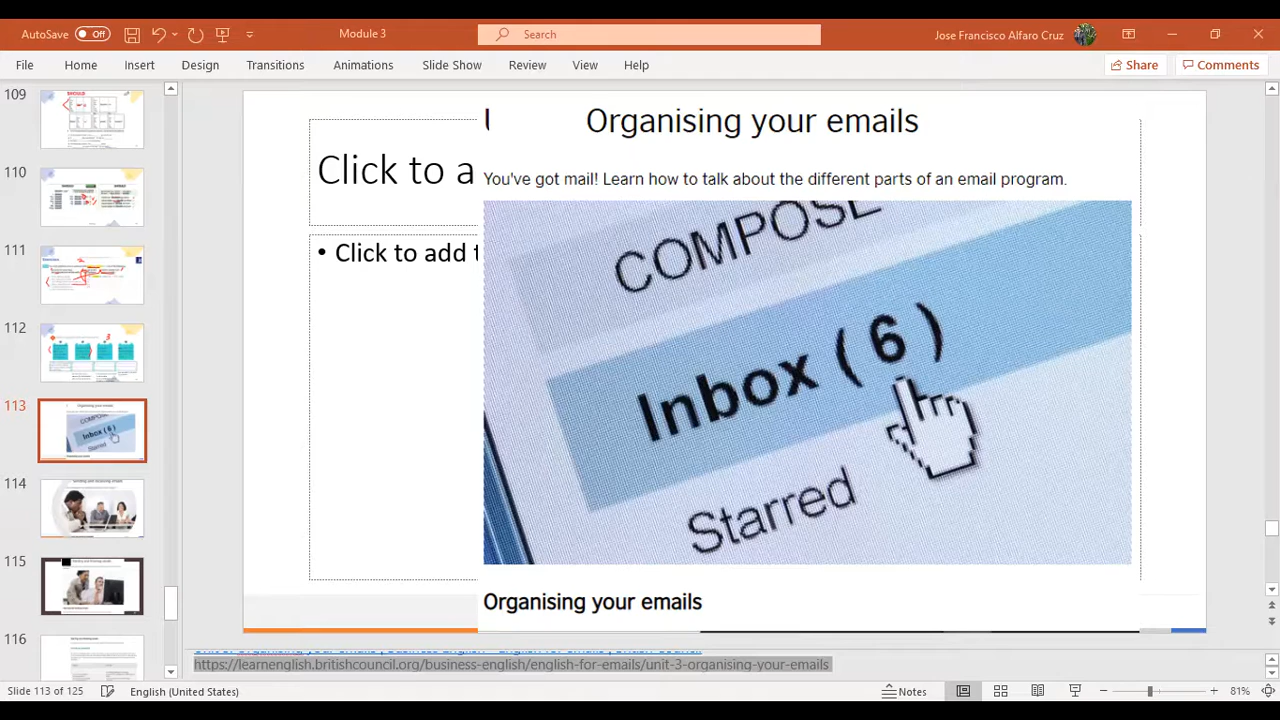 AutoSave Off
Module 3
Search
Jose Francisco Alfaro Cruz
File Home Insert Design Transitions Animations Slide Show Review View Help
Share
Comments
109
110
111
112
113
114
115
116
Organising your emails
Click to a
You've got mail! Learn how to talk about the different parts of an email program.
• Click to add t
COMPOSE
Inbox ( 6 )
Starred
Organising your emails
https://learnenglish.britishcouncil.org/business-english/english-for-emails/unit-3-organising-your-emails
Slide 113 of 125
English (United States)
Notes
81%